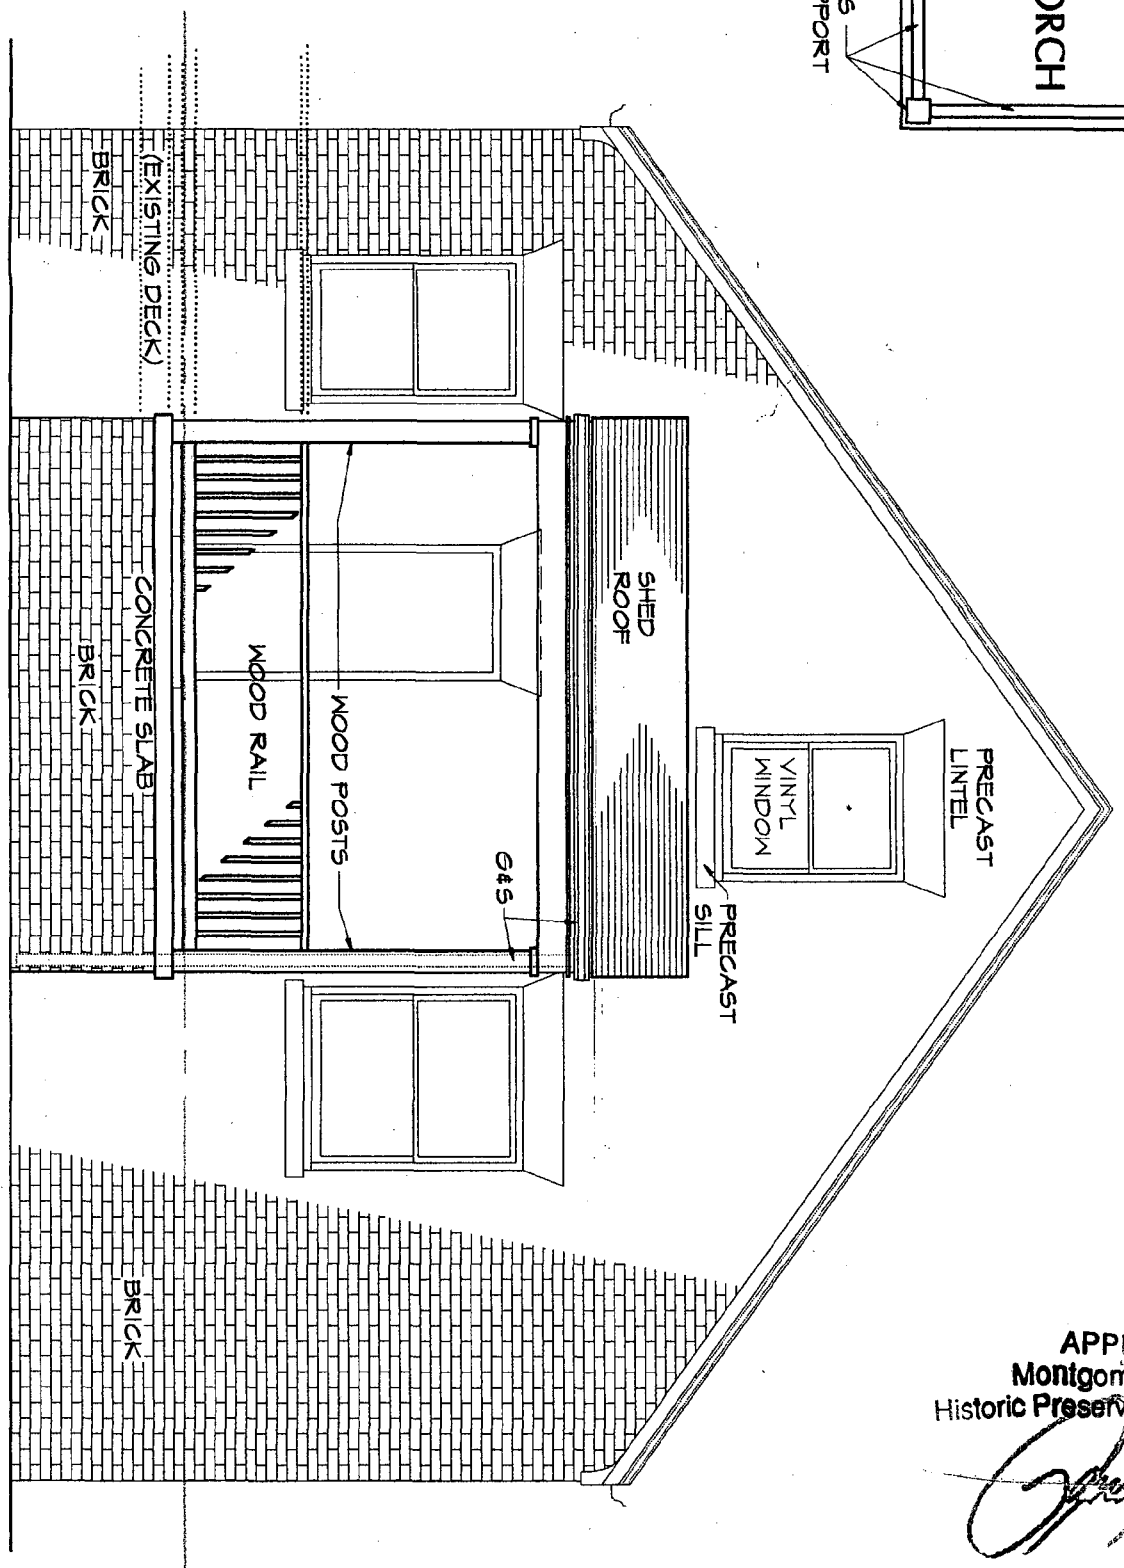 ORCH
S
PPORT
PRECAST
LINTEL
VINYL
WINDOW
PRECAST
SILL
SHED
ROOF
G&S
WOOD POSTS
WOOD RAIL
(EXISTING DECK)
CONCRETE SLAB
BRICK
BRICK
BRICK
APP
Montgom
Historic Preserv